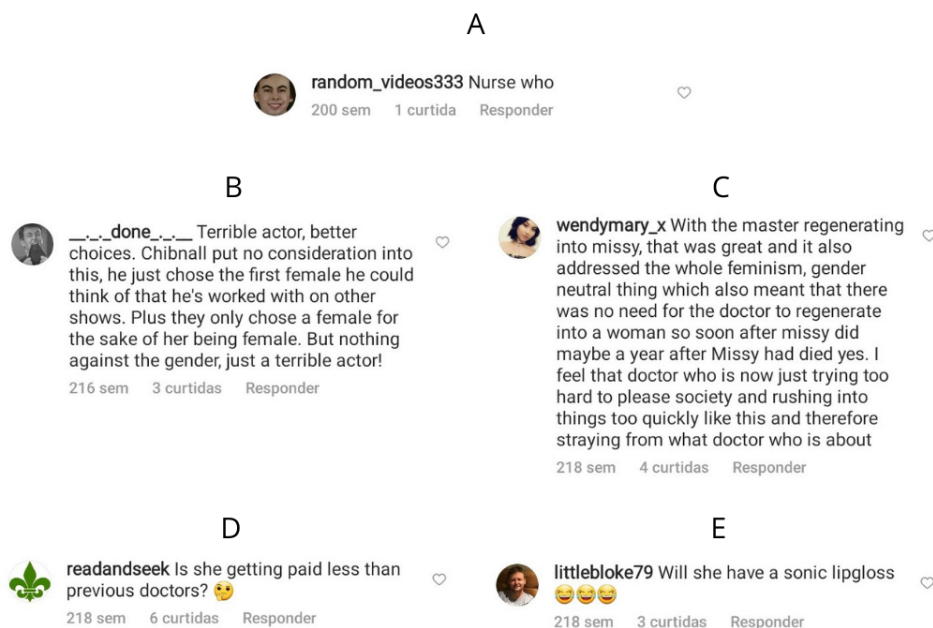 A
random_videos333 Nurse who
200 sem 1 curtida Responder
B
__._._done_._.__ Terrible actor, better
choices. Chibnall put no consideration into
this, he just chose the first female he could
think of that he's worked with on other
shows. Plus they only chose a female for
the sake of her being female. But nothing
against the gender, just a terrible actor!
216 sem 3 curtidas Responder
C
wendymary_x With the master regenerating
into missy, that was great and it also
addressed the whole feminism, gender
neutral thing which also meant that there
was no need for the doctor to regenerate
into a woman so soon after missy did
maybe a year after Missy had died yes. I
feel that doctor who is now just trying too
hard to please society and rushing into
things too quickly like this and therefore
straying from what doctor who is about
218 sem 4 curtidas Responder
D
readandseek Is she getting paid less than
previous doctors? 🤔
218 sem 6 curtidas Responder
E
littlebloke79 Will she have a sonic lipgloss
😂😂😂
218 sem 3 curtidas Responder